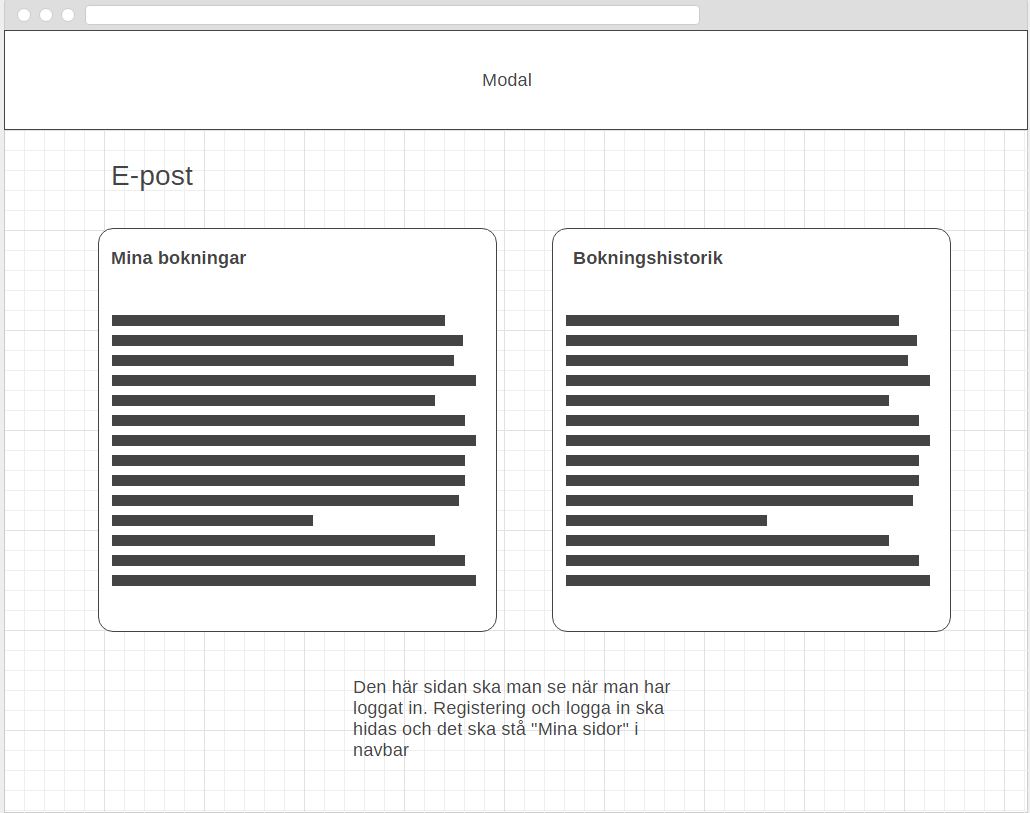 Modal
E-post
Mina bokningar
Bokningshistorik
Den här sidan ska man se när man har
loggat in. Registering och logga in ska
hidas och det ska stå "Mina sidor" i
navbar